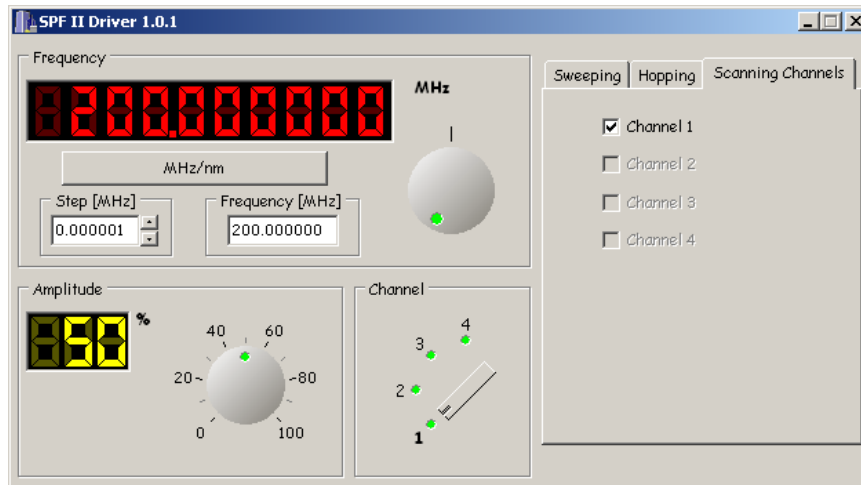 SPF II Driver 1.0.1
Frequency
200.000000
MHz
MHz/nm
Step [MHz]
0.000001
Frequency [MHz]
200.000000
Amplitude
50
%
0
20
40
60
80
100
Channel
1
2
3
4
Sweeping
Hopping
Scanning Channels
Channel 1
Channel 2
Channel 3
Channel 4